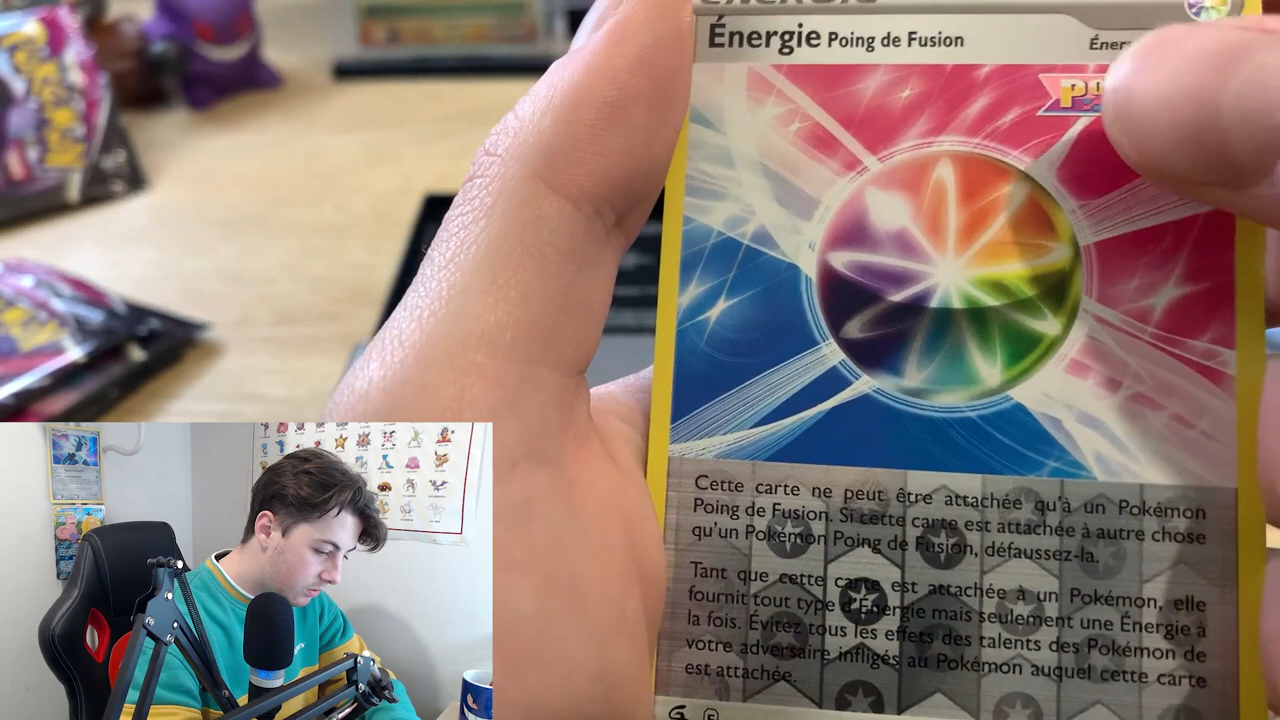 ÉNERGIE
Énergie Poing de Fusion
Cette carte ne peut être attachée qu'à un Pokémon
Poing de Fusion. Si cette carte est attachée à autre chose
qu'un Pokémon Poing de Fusion, défaussez-la.
Tant que cette carte est attachée à un Pokémon, elle
fournit tout type d'Énergie mais seulement une Énergie à
la fois. Évitez tous les effets des talents des Pokémon de
votre adversaire infligés au Pokémon auquel cette carte
est attachée.